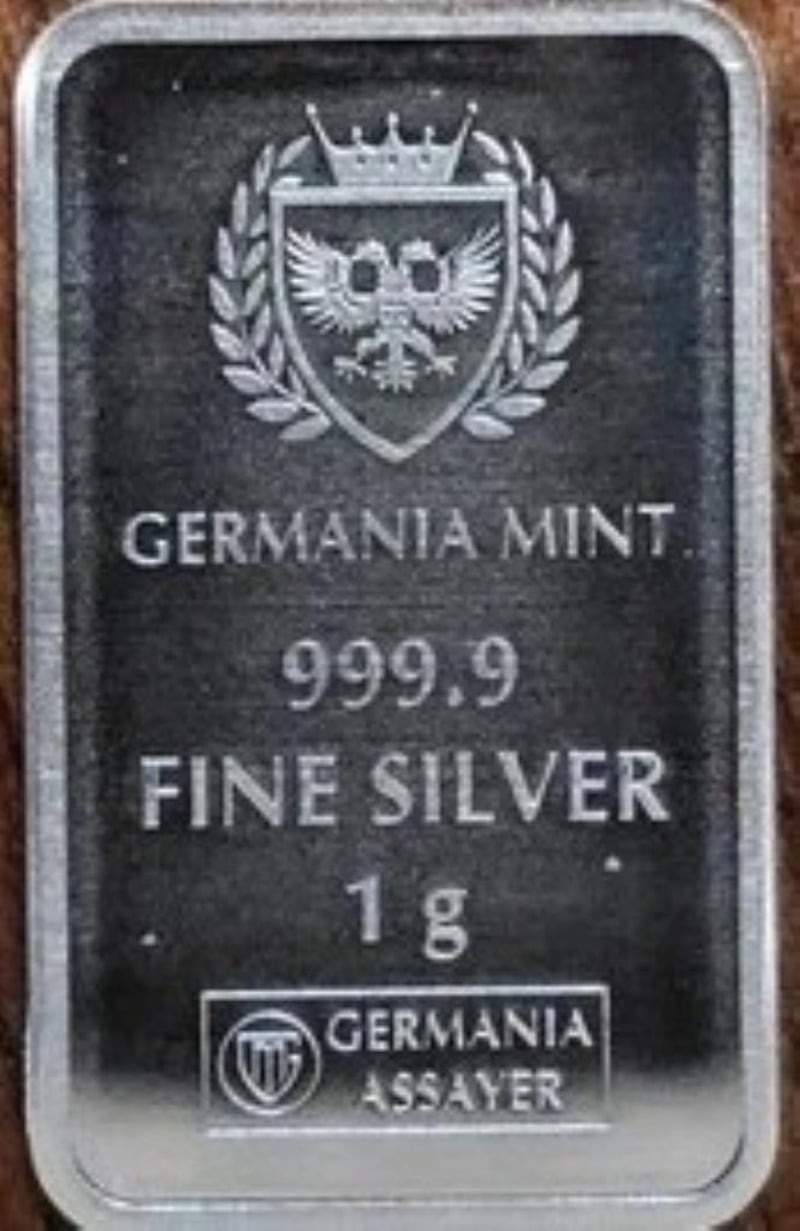 GERMANIA MINT
999.9
FINE SILVER
1 g
GERMANIA
ASSAYER